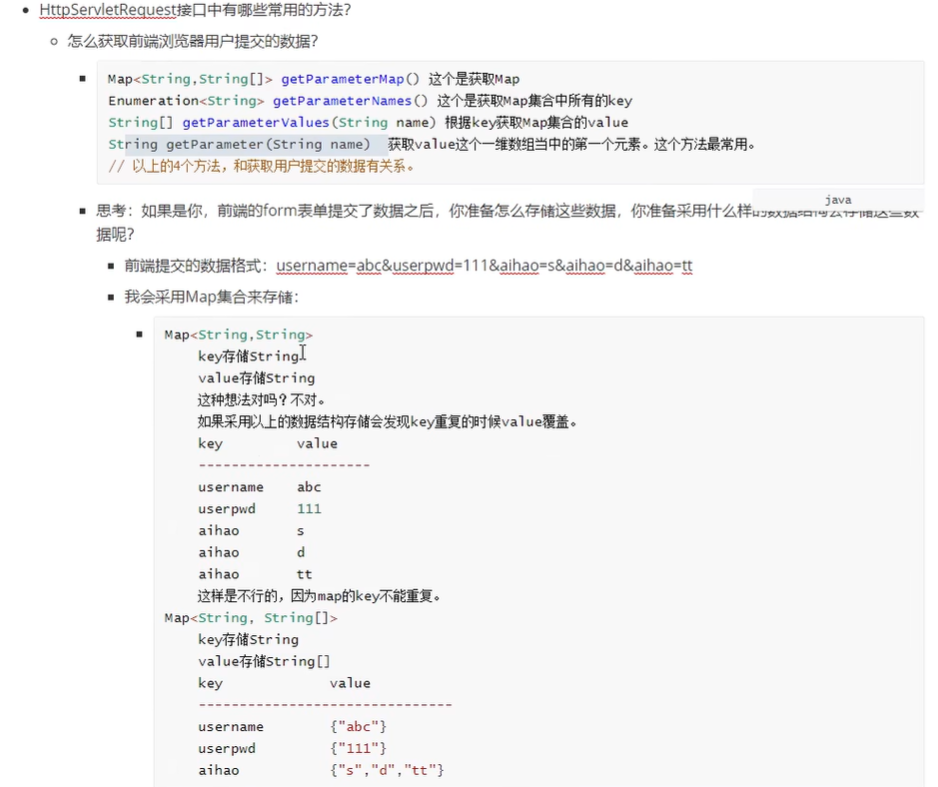 HttpServletRequest接口中有哪些常用的方法？
怎么获取前端浏览器用户提交的数据？
Map<String,String[]> getParameterMap() 这个是获取Map
Enumeration<String> getParameterNames() 这个是获取Map集合中所有的key
String[] getParameterValues(String name) 根据key获取Map集合的value
String getParameter(String name) 获取value这个一维数组当中的第一个元素。这个方法最常用。
// 以上的4个方法，和获取用户提交的数据有关系。
java
思考：如果是你，前端的form表单提交了数据之后，你准备怎么存储这些数据，你准备采用什么样的数据结构去存储这些数
据呢？
前端提交的数据格式：username=abc&userpwd=111&aihao=s&aihao=d&aihao=tt
我会采用Map集合来存储：
Map<String,String>
key存储String
value存储String
这种想法对吗？不对。
如果采用以上的数据结构存储会发现key重复的时候value覆盖。
key value
---------------------
username abc
userpwd 111
aihao s
aihao d
aihao tt
这样是不行的，因为map的key不能重复。
Map<String, String[]>
key存储String
value存储String[]
key value
-------------------------------
username {"abc"}
userpwd {"111"}
aihao {"s","d","tt"}